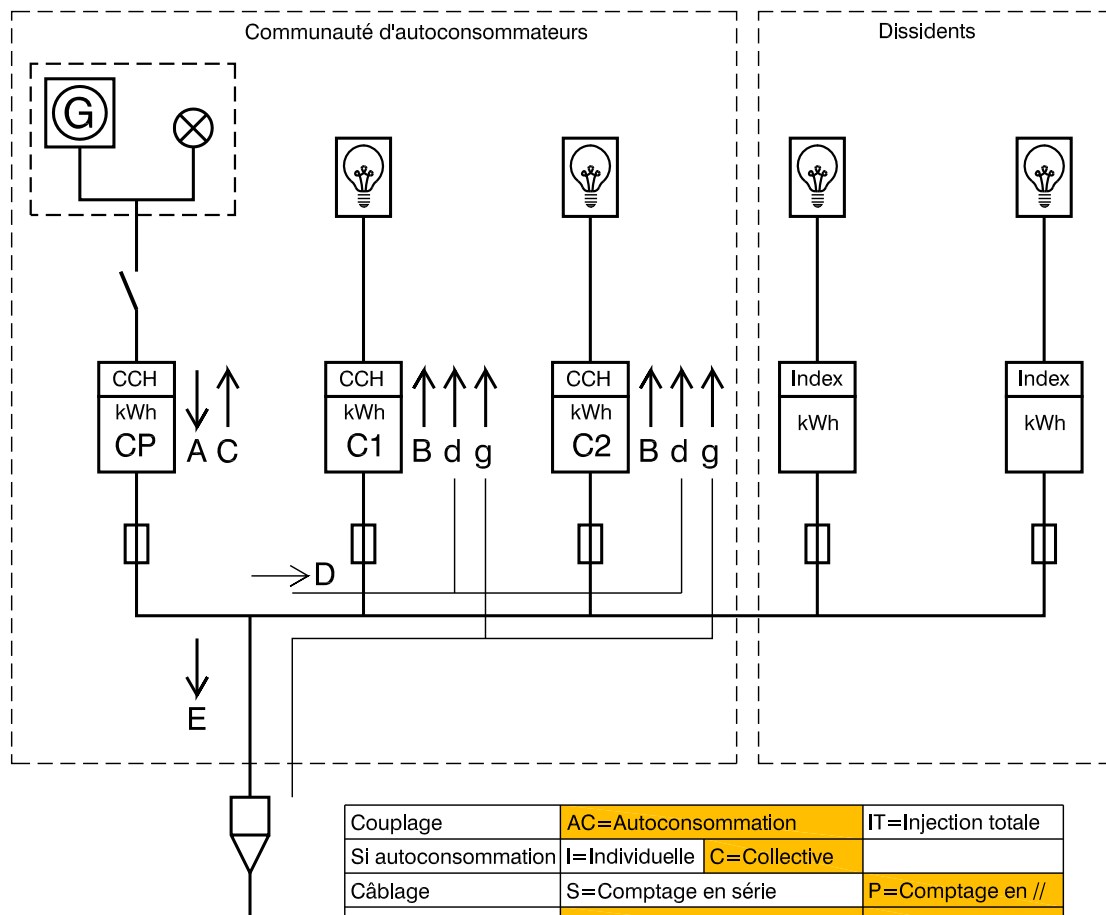 Communauté d'autoconsommateurs
Dissidents
G
CCH
kWh
CP
A C
CCH
kWh
C1
B d g
CCH
kWh
C2
B d g
Index
kWh
Index
kWh
D
E
Couplage AC=Autoconsommation IT=Injection totale
Si autoconsommation I=Individuelle C=Collective
Câblage S=Comptage en série P=Comptage en //